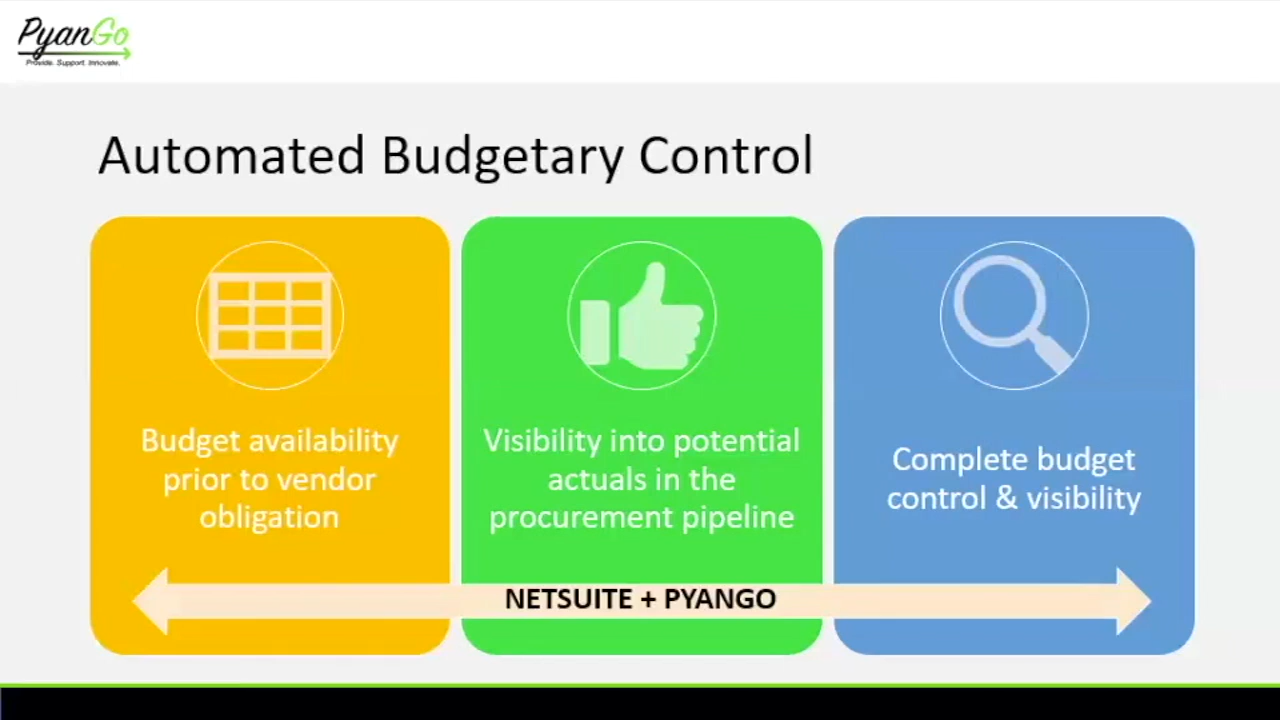 PyanGo
Provide. Support. Innovate.
Automated Budgetary Control
Budget availability
prior to vendor
obligation
Visibility into potential
actuals in the
procurement pipeline
Complete budget
control & visibility
NETSUITE + PYANGO